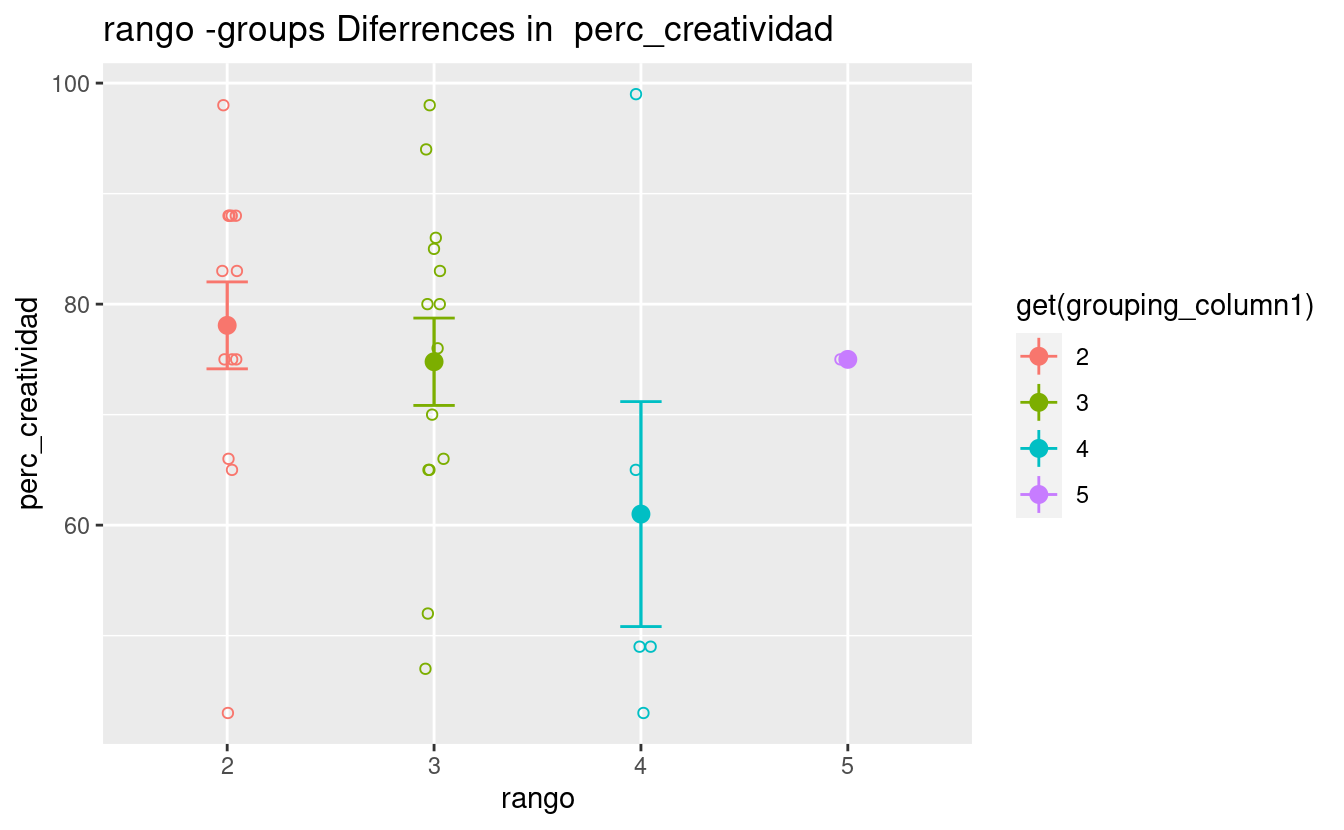 rango -groups Diferrences in  perc_creatividad
100
80
60
perc_creatividad
2
3
4
5
rango
get(grouping_column1)
2
3
4
5